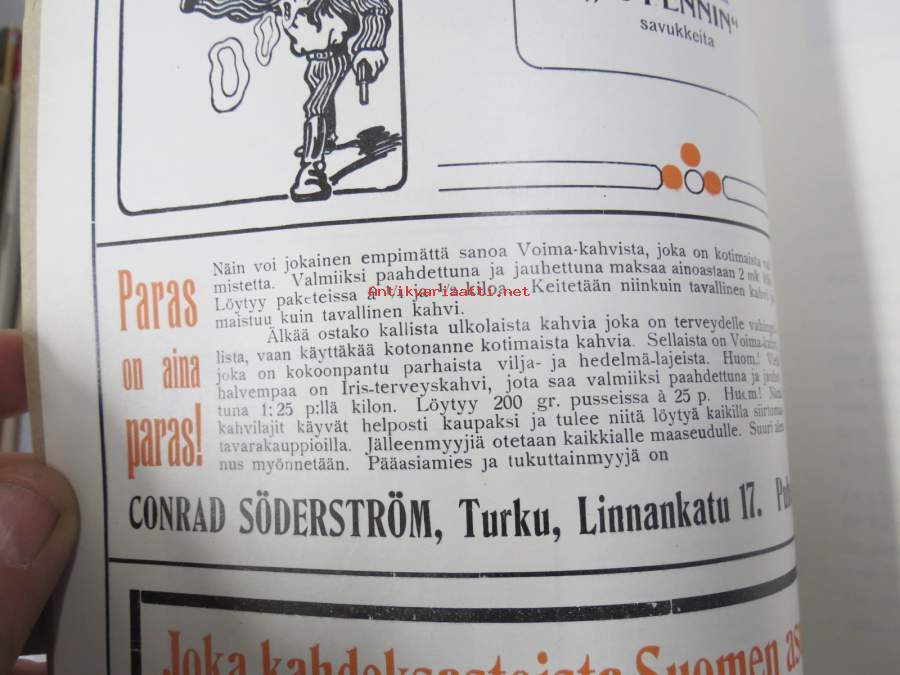 PENNIN“
savukkeita
Paras
on aina
paras!
Näin voi jokainen empimättä sanoa Voima-kahvista, joka on kotimaista
mistetta. Valmiiksi paahdettuna ja jauhettuna maksaa ainoastaan 2 mk
Löytyy paketeissa à kilon. Keitetään niinkuin tavallinen kahvi
maistuu kuin tavallinen kahvi.
Älkää ostako kallista ulkolaista kahvia joka on terveydelle
lista, vaan käyttäkää kotonanne kotimaista kahvia. Sellaista on
joka on kokoonpantu parhaista vilja- ja hedelmä-lajeista. Huom.!
halvempaa on Iris-terveyskahvi, jota saa valmiiksi paahdettuna ja
tuna 1:25 p:llä kilon. Löytyy 200 gr. pusseissa à 25 p. Huom.!
kahvilajit käyvät helposti kaupaksi ja tulee niitä löytyä kaikilla
tavarakauppioilla. Jälleenmyyjiä otetaan kaikkialle maaseudulle. Suuri
nus myönnetään. Pääasiamies ja tukuttainmyyjä on
Antikvariaatti.net
CONRAD SÖDERSTRÖM, Turku, Linnankatu 17.
Joka kahdeksastoista Suomen